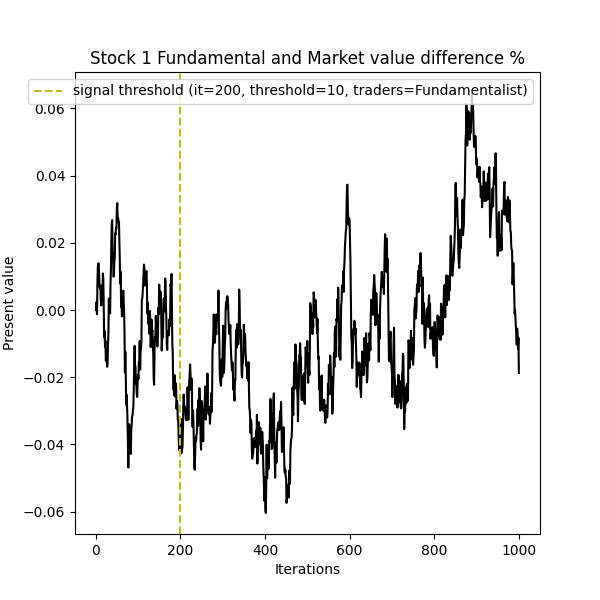 Stock 1 Fundamental and Market value difference %
signal threshold (it=200, threshold=10, traders=Fundamentalist)
0.06
0.04
0.02
0.00
−0.02
−0.04
−0.06
Present value
0 200 400 600 800 1000
Iterations